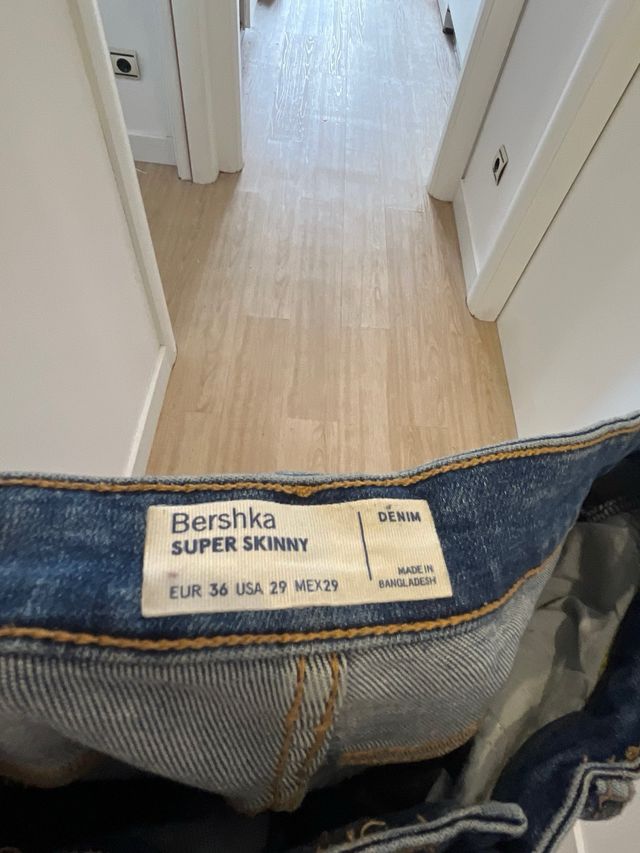 Bershka
SUPER SKINNY
EUR 36 USA 29 MEX29
DENIM
MADE IN
BANGLADESH